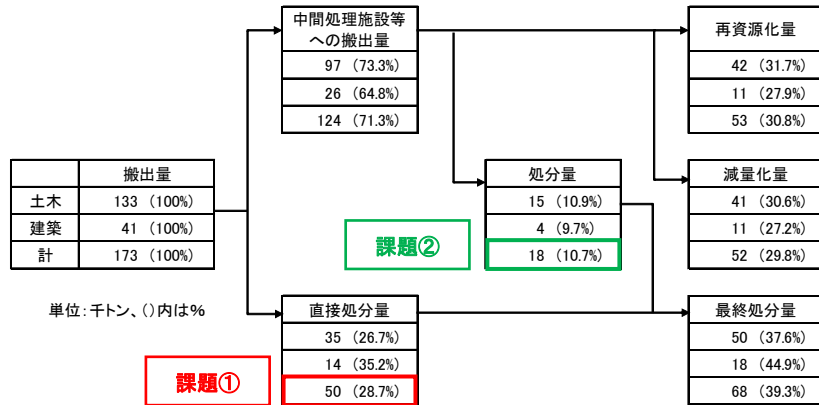 中間処理施設等
への搬出量
97 (73.3%)
26 (64.8%)
124 (71.3%)
再資源化量
42 (31.7%)
11 (27.9%)
53 (30.8%)
搬出量
土木 133 (100%)
建築 41 (100%)
計 173 (100%)
処分量
15 (10.9%)
4 (9.7%)
18 (10.7%)
課題②
減量化量
41 (30.6%)
11 (27.2%)
52 (29.8%)
単位:千トン、()内は%
直接処分量
35 (26.7%)
14 (35.2%)
50 (28.7%)
課題①
最終処分量
50 (37.6%)
18 (44.9%)
68 (39.3%)